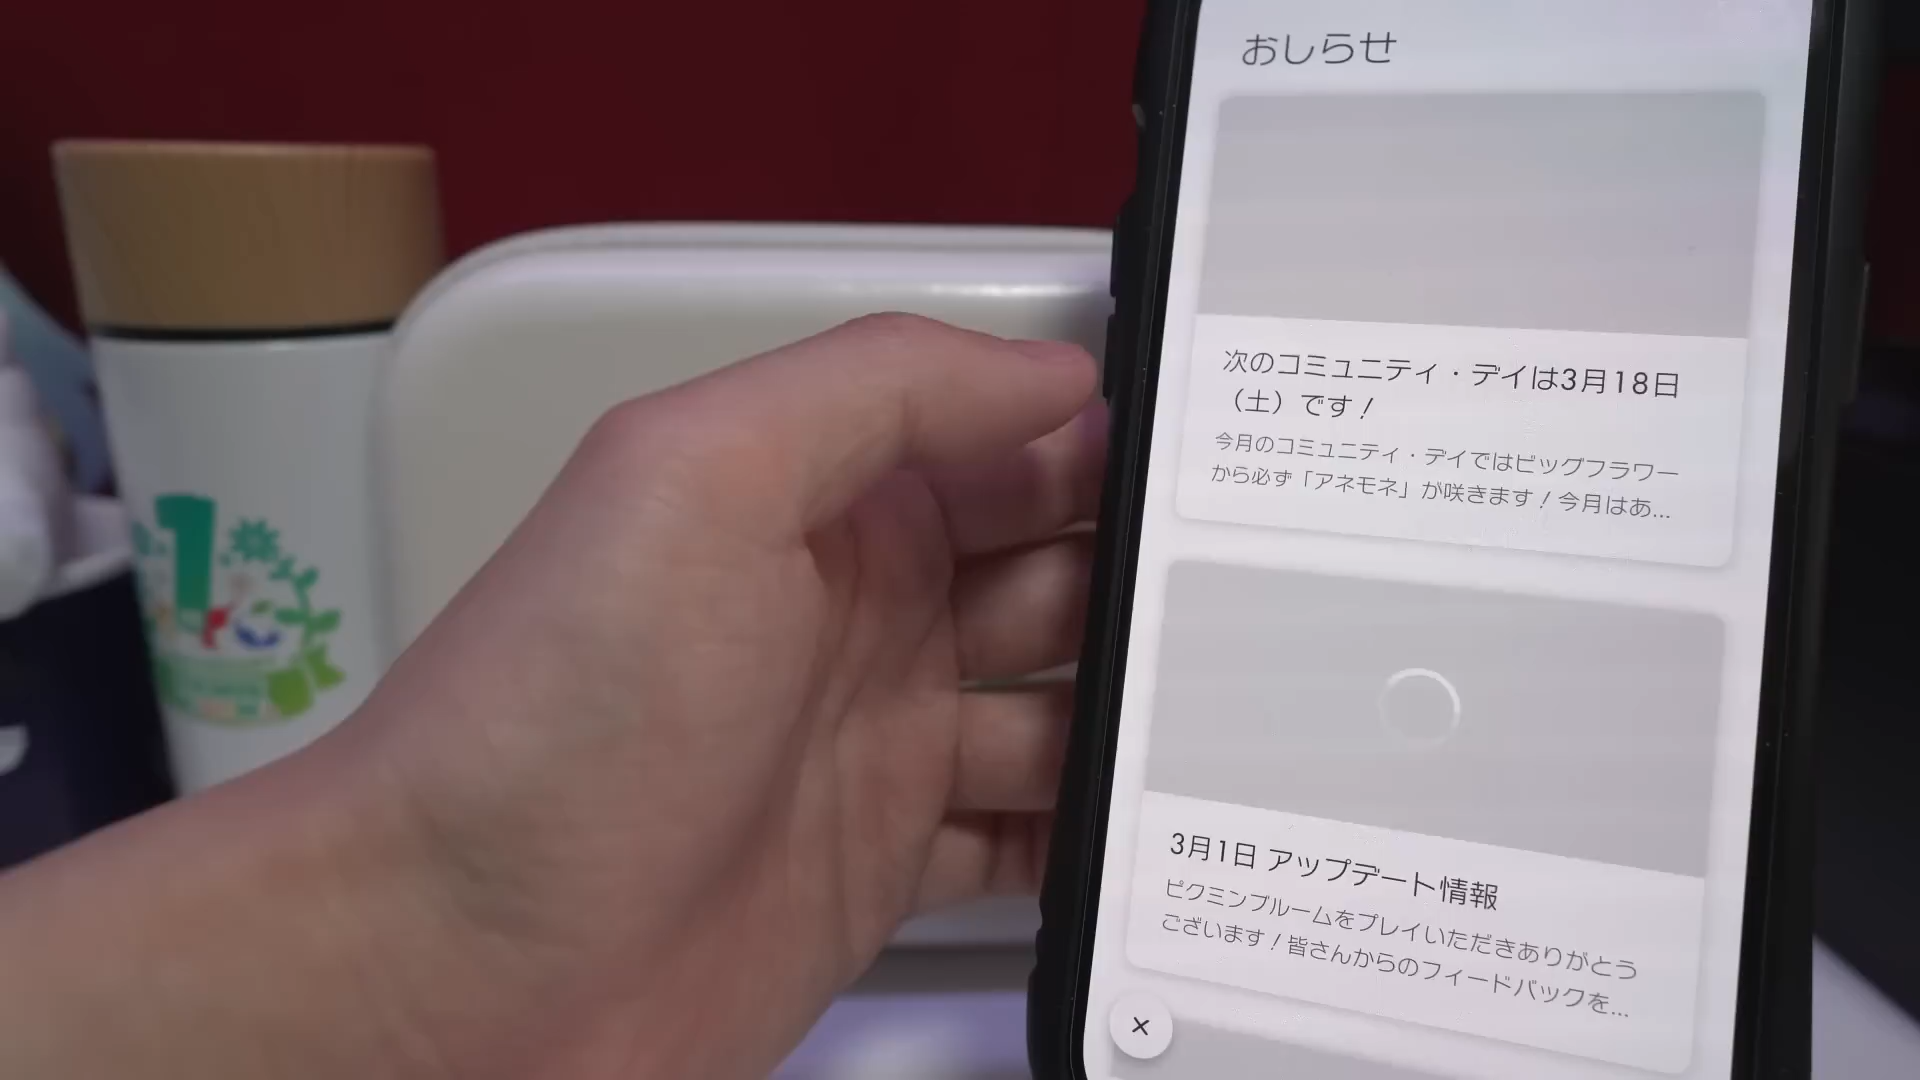 おしらせ
次のコミュニティ・デイは3月18日
（土）です！
今月のコミュニティ・デイではビッグフラワー
から必ず「アネモネ」が咲きます！今月はあ...
3月1日 アップデート情報
ピクミンブルームをプレイいただきありがとう
ございます！皆さんからのフィードバックを...
1